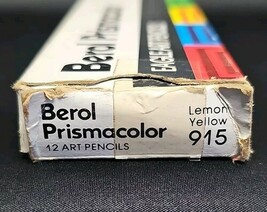 Berol Prismacolor
Berol
Prismacolor
12 ART PENCILS
Lemon
Yellow
915